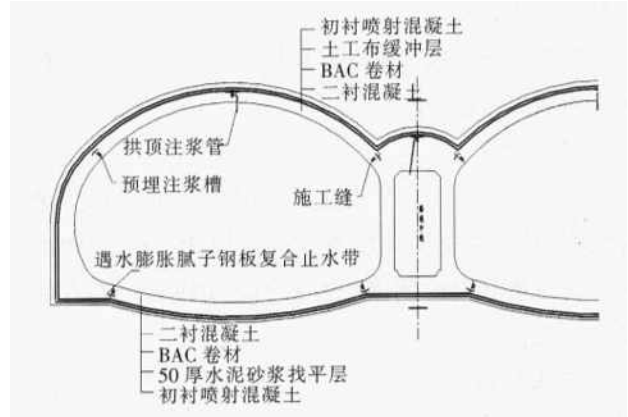 初衬喷射混凝土
土工布缓冲层
BAC 卷材
二衬混凝土
拱顶注浆管
预埋注浆槽
施工缝
遇水膨胀腻子钢板复合止水带
二衬混凝土
BAC 卷材
50 厚水泥砂浆找平层
初衬喷射混凝土